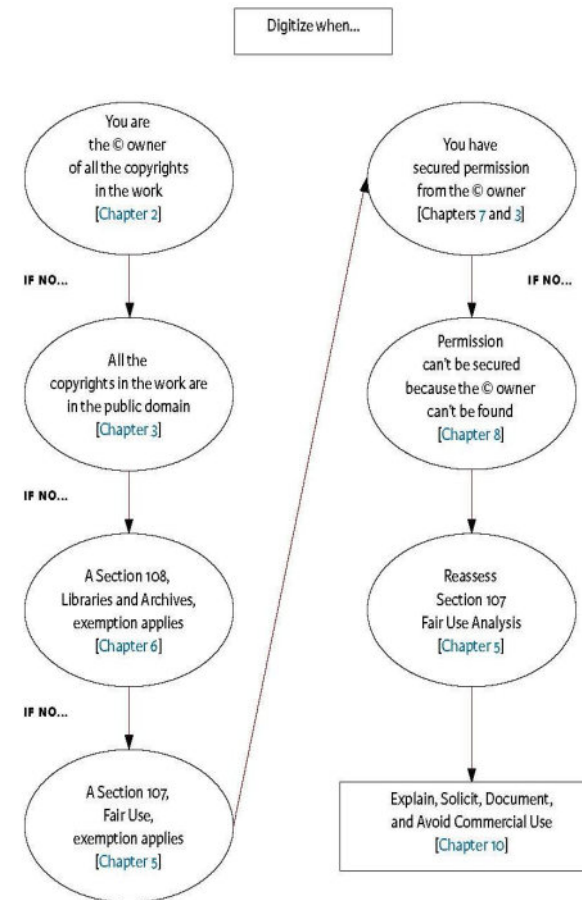 Digitize when...
You are
the © owner
of all the copyrights
in the work
[Chapter 2]
IF NO...
All the
copyrights in the work are
in the public domain
[Chapter 3]
IF NO...
A Section 108,
Libraries and Archives,
exemption applies
[Chapter 6]
IF NO...
A Section 107,
Fair Use,
exemption applies
[Chapter 5]
You have
secured permission
from the © owner
[Chapters 7 and 3]
IF NO...
Permission
can't be secured
because the © owner
can't be found
[Chapter 8]
Reassess
Section 107
Fair Use Analysis
[Chapter 5]
Explain, Solicit, Document,
and Avoid Commercial Use
[Chapter 10]